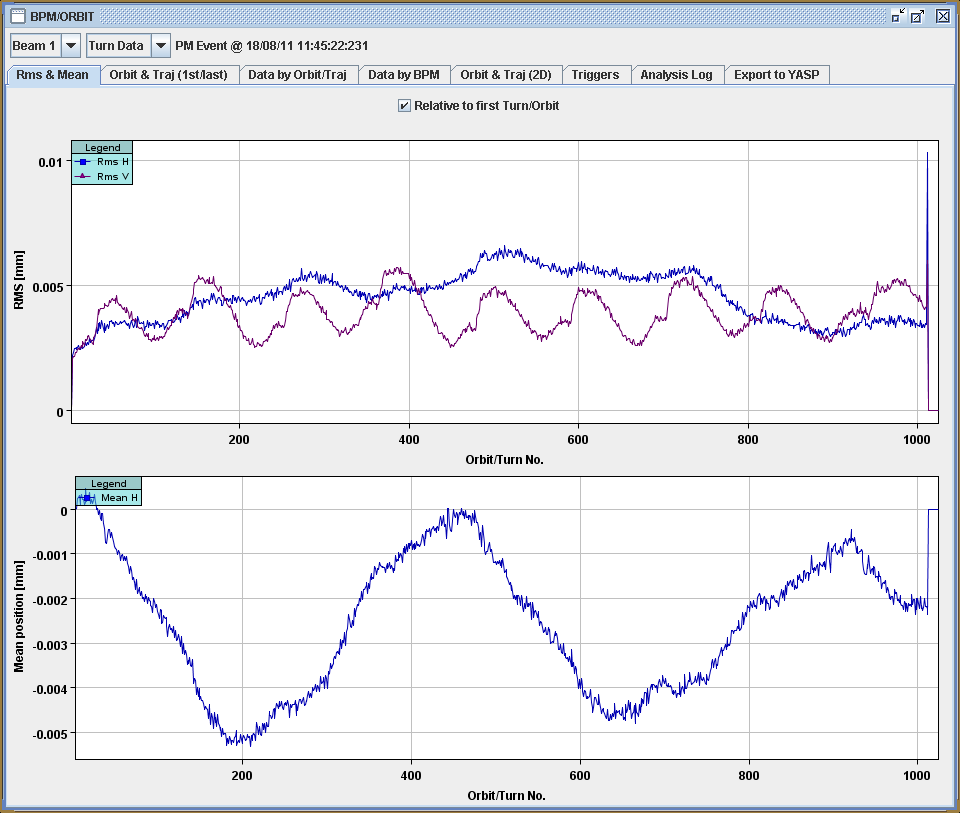 BPM/ORBIT
Beam 1 Turn Data PM Event @ 18/08/11 11:45:22:231
Rms & Mean Orbit & Traj (1st/last) Data by Orbit/Traj Data by BPM Orbit & Traj (2D) Triggers Analysis Log Export to YASP
Relative to first Turn/Orbit
Legend
Rms H
Rms V
0.01
0.005
0
RMS [mm]
200 400 600 800 1000
Orbit/Turn No.
Legend
Mean H
0
-0.001
-0.002
-0.003
-0.004
-0.005
Mean position [mm]
200 400 600 800 1000
Orbit/Turn No.